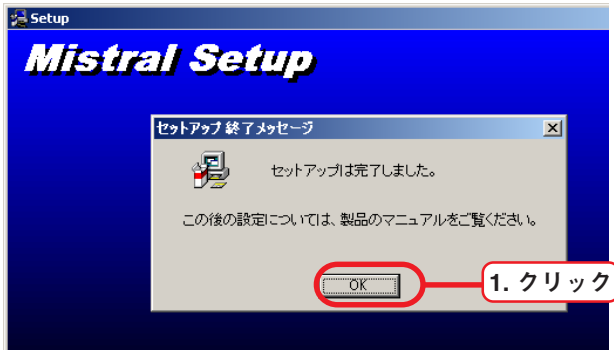 Setup
Mistral Setup
セットアップ 終了メッセージ
セットアップは完了しました。
この後の設定については、製品のマニュアルをご覧ください。
OK
1. クリック